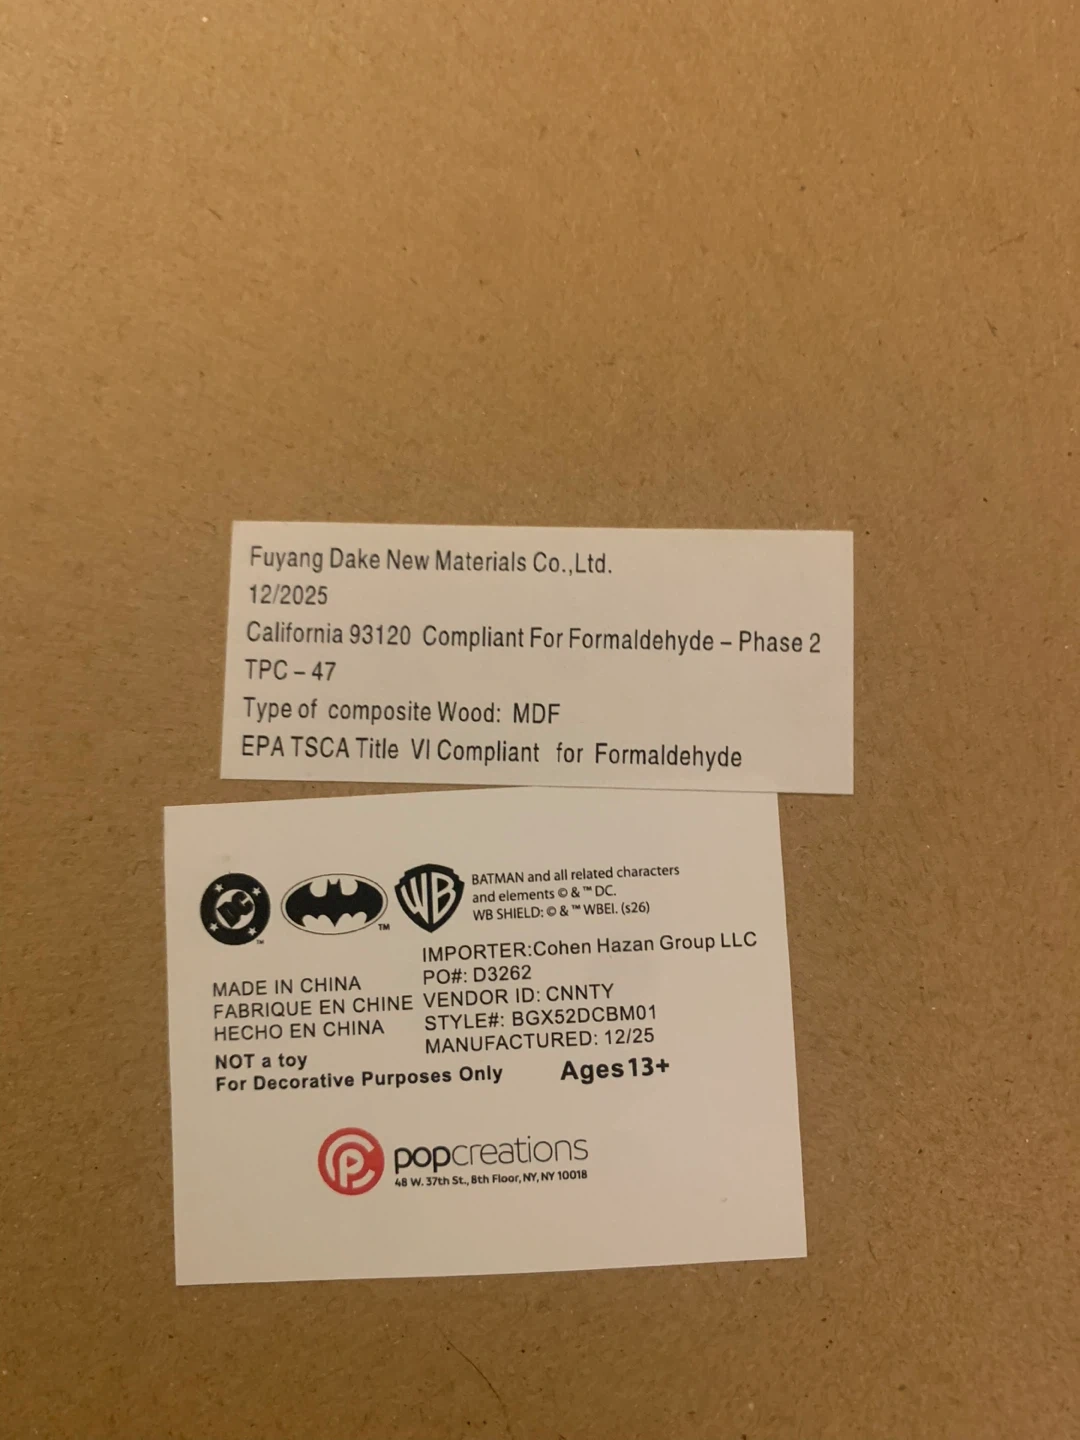 Fuyang Dake New Materials Co.,Ltd.
12/2025
California 93120 Compliant For Formaldehyde – Phase 2
TPC – 47
Type of composite Wood: MDF
EPA TSCA Title VI Compliant for Formaldehyde
DC
TM
TM
WB
BATMAN and all related characters
and elements © & ™ DC.
WB SHIELD: © & ™ WBEI. (s26)
IMPORTER:Cohen Hazan Group LLC
PO#: D3262
VENDOR ID: CNNTY
STYLE#: BGX52DCBM01
MANUFACTURED: 12/25
MADE IN CHINA
FABRIQUE EN CHINE
HECHO EN CHINA
NOT a toy
For Decorative Purposes Only
Ages 13+
popcreations
48 W. 37th St., 8th Floor, NY, NY 10018